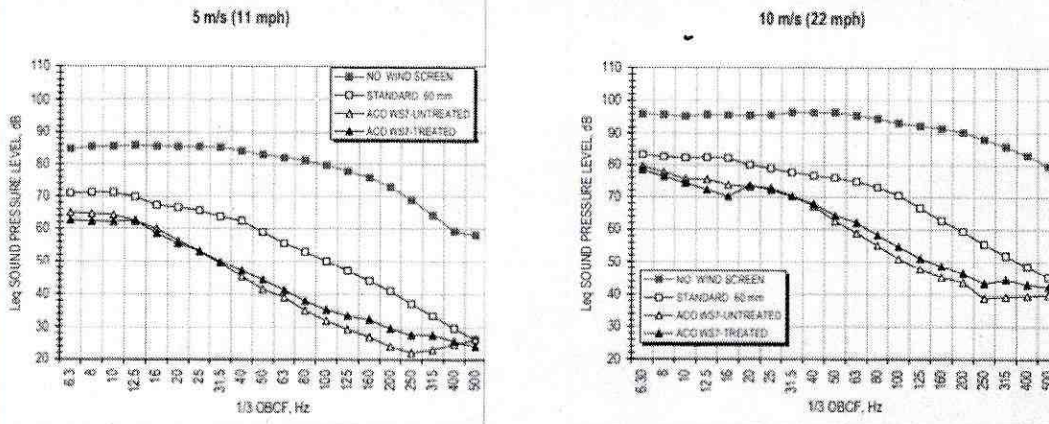 5 m/s (11 mph)
110
100
90
80
70
60
50
40
30
20
Leq SOUND PRESSURE LEVEL, dB
NO WIND SCREEN
STANDARD 60 mm
ACO WS7-UNTREATED
ACO WS7-TREATED
6.3 8 10 12.5 16 20 25 31.5 40 50 63 80 100 125 160 200 250 315 400 500
1/3 OBCF, Hz
10 m/s (22 mph)
110
100
90
80
70
60
50
40
30
20
Leq SOUND PRESSURE LEVEL, dB
NO WIND SCREEN
STANDARD 60 mm
ACO WS7-UNTREATED
ACO WS7-TREATED
6.30 8 10 12.5 16 20 25 31.5 40 50 63 80 100 125 160 200 250 315 400 500
1/3 OBCF, Hz